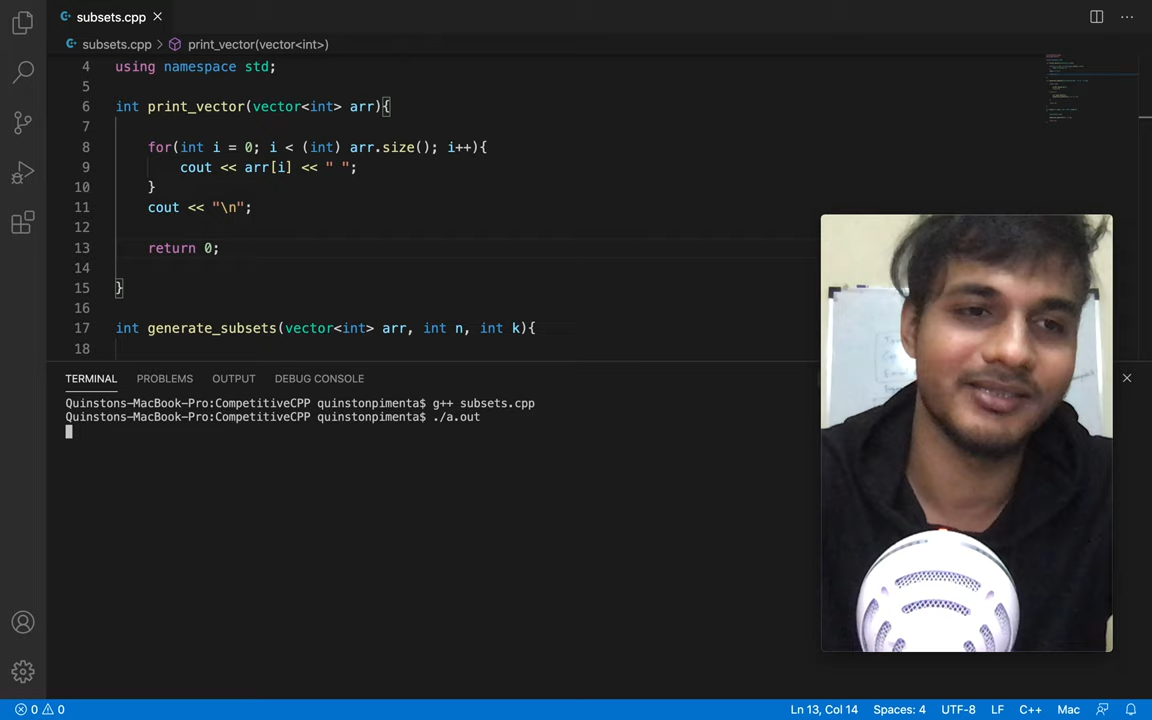 subsets.cpp
subsets.cpp > print_vector(vector<int>)
4 using namespace std;
5
6 int print_vector(vector<int> arr){
7
8 for(int i = 0; i < (int) arr.size(); i++){
9 cout << arr[i] << " ";
10 }
11 cout << "\n";
12
13 return 0;
14
15 }
16
17 int generate_subsets(vector<int> arr, int n, int k){
18
TERMINAL PROBLEMS OUTPUT DEBUG CONSOLE
Quinstons-MacBook-Pro:CompetitiveCPP quinstonpimenta$ g++ subsets.cpp
Quinstons-MacBook-Pro:CompetitiveCPP quinstonpimenta$ ./a.out
0 0 Ln 13, Col 14 Spaces: 4 UTF-8 LF C++ Mac